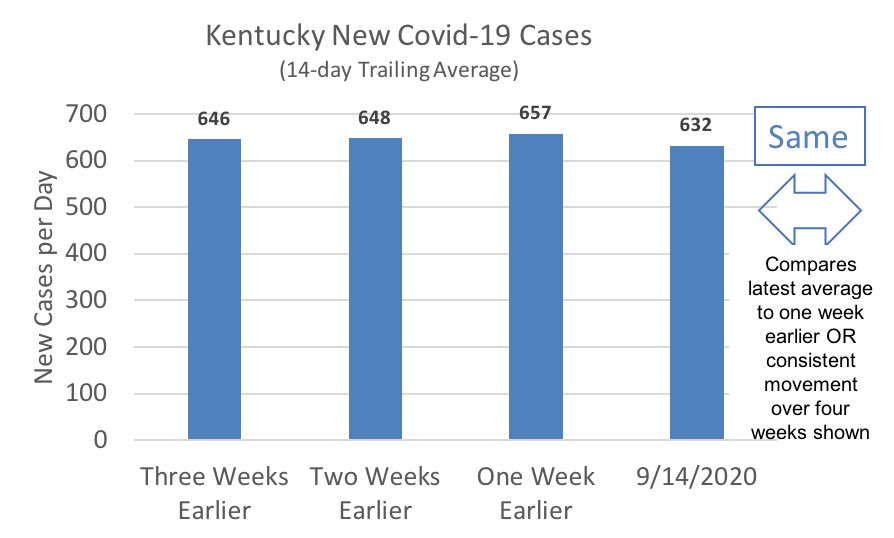 Kentucky New Covid-19 Cases
(14-day Trailing Average)
New Cases per Day
700
600
500
400
300
200
100
0
646
648
657
632
Three Weeks
Earlier
Two Weeks
Earlier
One Week
Earlier
9/14/2020
Same
Compares
latest average
to one week
earlier OR
consistent
movement
over four
weeks shown